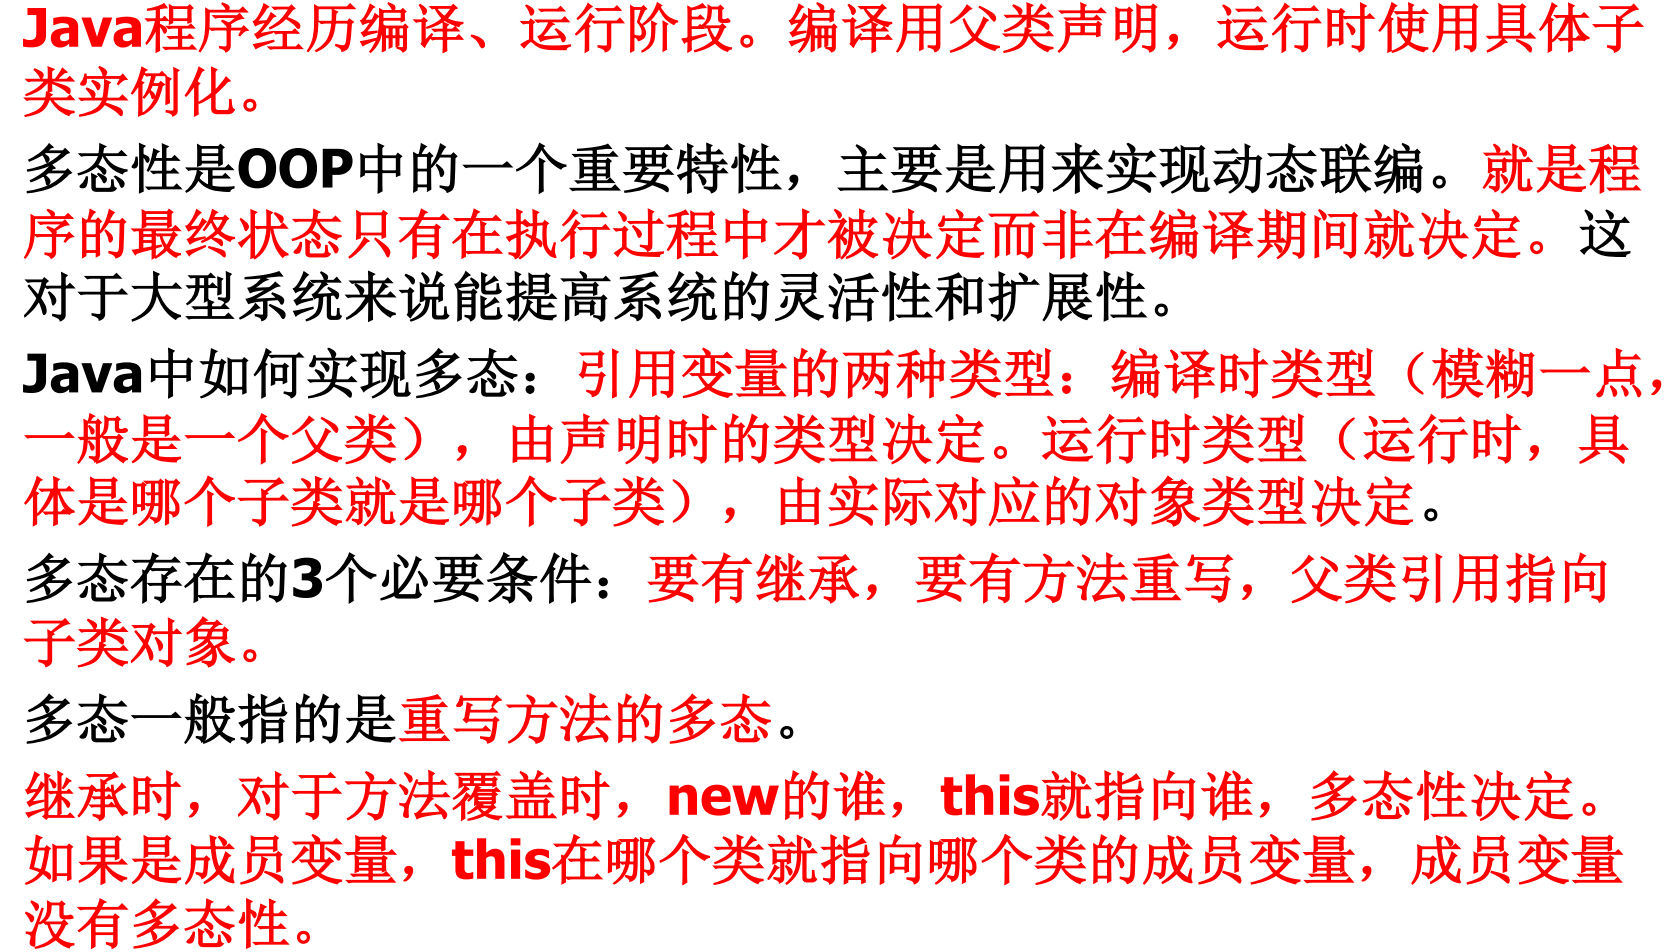 Java程序经历编译、运行阶段。编译用父类声明，运行时使用具体子
类实例化。
多态性是OOP中的一个重要特性，主要是用来实现动态联编。就是程
序的最终状态只有在执行过程中才被决定而非在编译期间就决定。这
对于大型系统来说能提高系统的灵活性和扩展性。
Java中如何实现多态：引用变量的两种类型：编译时类型（模糊一点，
一般是一个父类），由声明时的类型决定。运行时类型（运行时，具
体是哪个子类就是哪个子类），由实际对应的对象类型决定。
多态存在的3个必要条件：要有继承，要有方法重写，父类引用指向
子类对象。
多态一般指的是重写方法的多态。
继承时，对于方法覆盖时，new的谁，this就指向谁，多态性决定。
如果是成员变量，this在哪个类就指向哪个类的成员变量，成员变量
没有多态性。